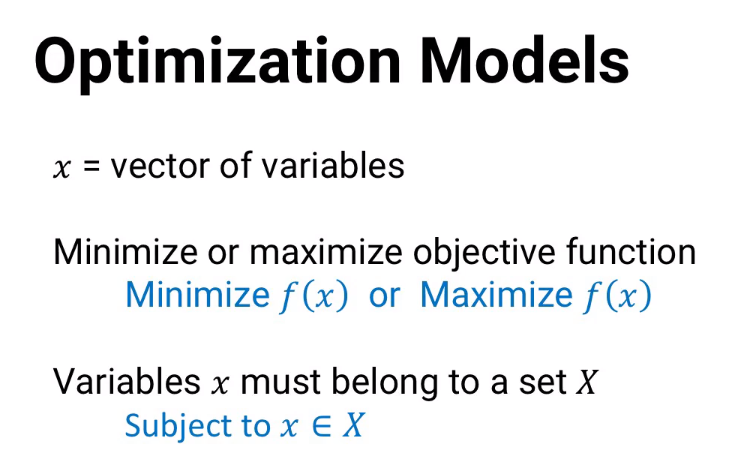 Optimization Models
x = vector of variables
Minimize or maximize objective function
Minimize f(x) or Maximize f(x)
Variables x must belong to a set X
Subject to x ∈ X